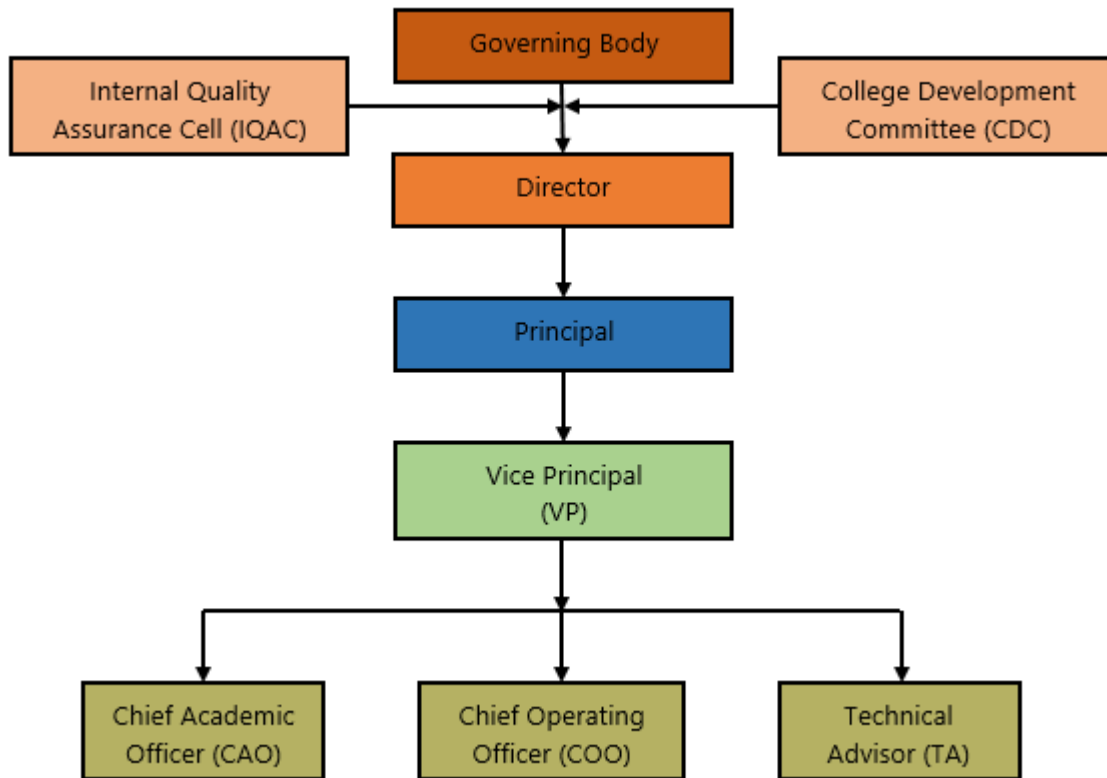 Governing Body
Internal Quality
Assurance Cell (IQAC)
College Development
Committee (CDC)
Director
Principal
Vice Principal
(VP)
Chief Academic
Officer (CAO)
Chief Operating
Officer (COO)
Technical
Advisor (TA)